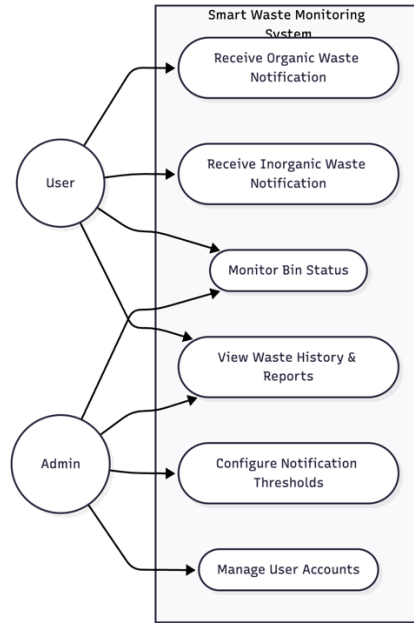 Smart Waste Monitoring
System
Receive Organic Waste
Notification
User
Receive Inorganic Waste
Notification
Monitor Bin Status
View Waste History &
Reports
Admin
Configure Notification
Thresholds
Manage User Accounts